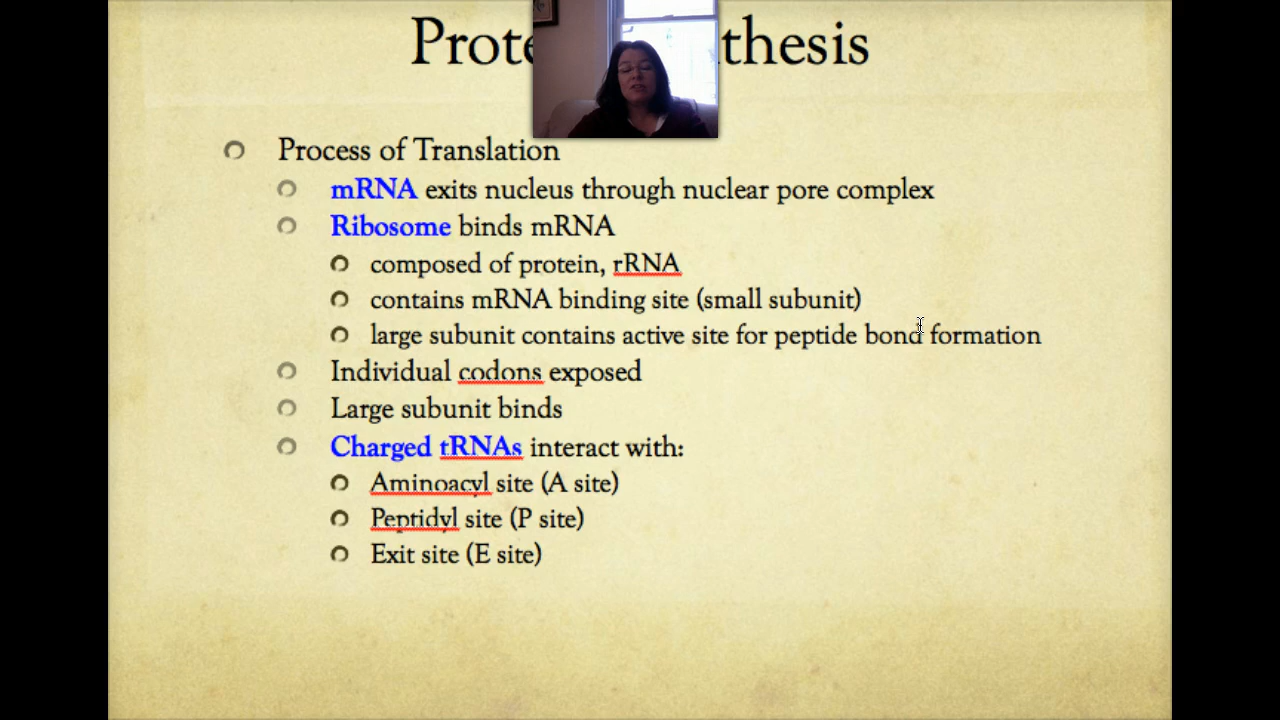 Prote thesis
Process of Translation
mRNA exits nucleus through nuclear pore complex
Ribosome binds mRNA
composed of protein, rRNA
contains mRNA binding site (small subunit)
large subunit contains active site for peptide bond formation
Individual codons exposed
Large subunit binds
Charged tRNAs interact with:
Aminoacyl site (A site)
Peptidyl site (P site)
Exit site (E site)